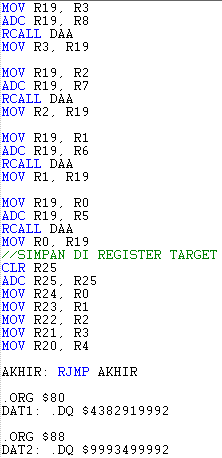 MOV R19, R3
ADC R19, R8
RCALL DAA
MOV R3, R19
MOV R19, R2
ADC R19, R7
RCALL DAA
MOV R2, R19
MOV R19, R1
ADC R19, R6
RCALL DAA
MOV R1, R19
MOV R19, R0
ADC R19, R5
RCALL DAA
MOV R0, R19
//SIMPAN DI REGISTER TARGET
CLR R25
ADC R25, R25
MOV R24, R0
MOV R23, R1
MOV R22, R2
MOV R21, R3
MOV R20, R4
AKHIR: RJMP AKHIR
.ORG $80
DAT1: .DQ $4382919992
.ORG $88
DAT2: .DQ $9993499992